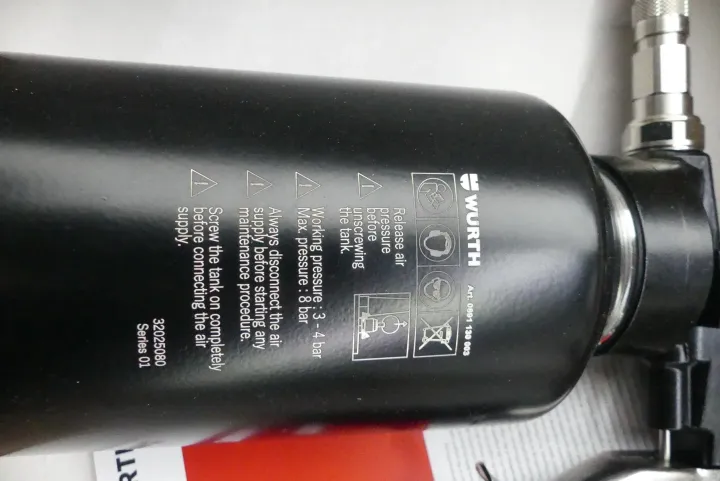 WURTH
Art. 0891 130 003
Release air
pressure
before
unscrewing
the tank.
Working pressure : 3 - 4 bar
Max. pressure : 8 bar
Always disconnect the air
supply before starting any
maintenance procedure.
Screw the tank on completely
before connecting the air
supply.
32025080
Series 01